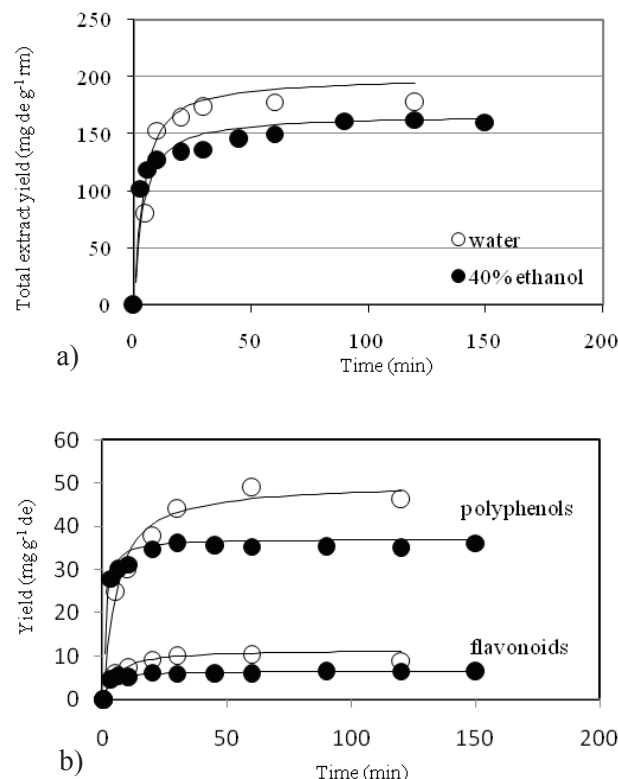 250
200
150
100
50
0
Total extract yield (mg de g⁻¹ rm)
water
40% ethanol
0 50 100 150 200
Time (min)
a)
60
50
40
30
20
10
0
Yield (mg g⁻¹ de)
polyphenols
flavonoids
0 50 100 150 200
Time (min)
b)